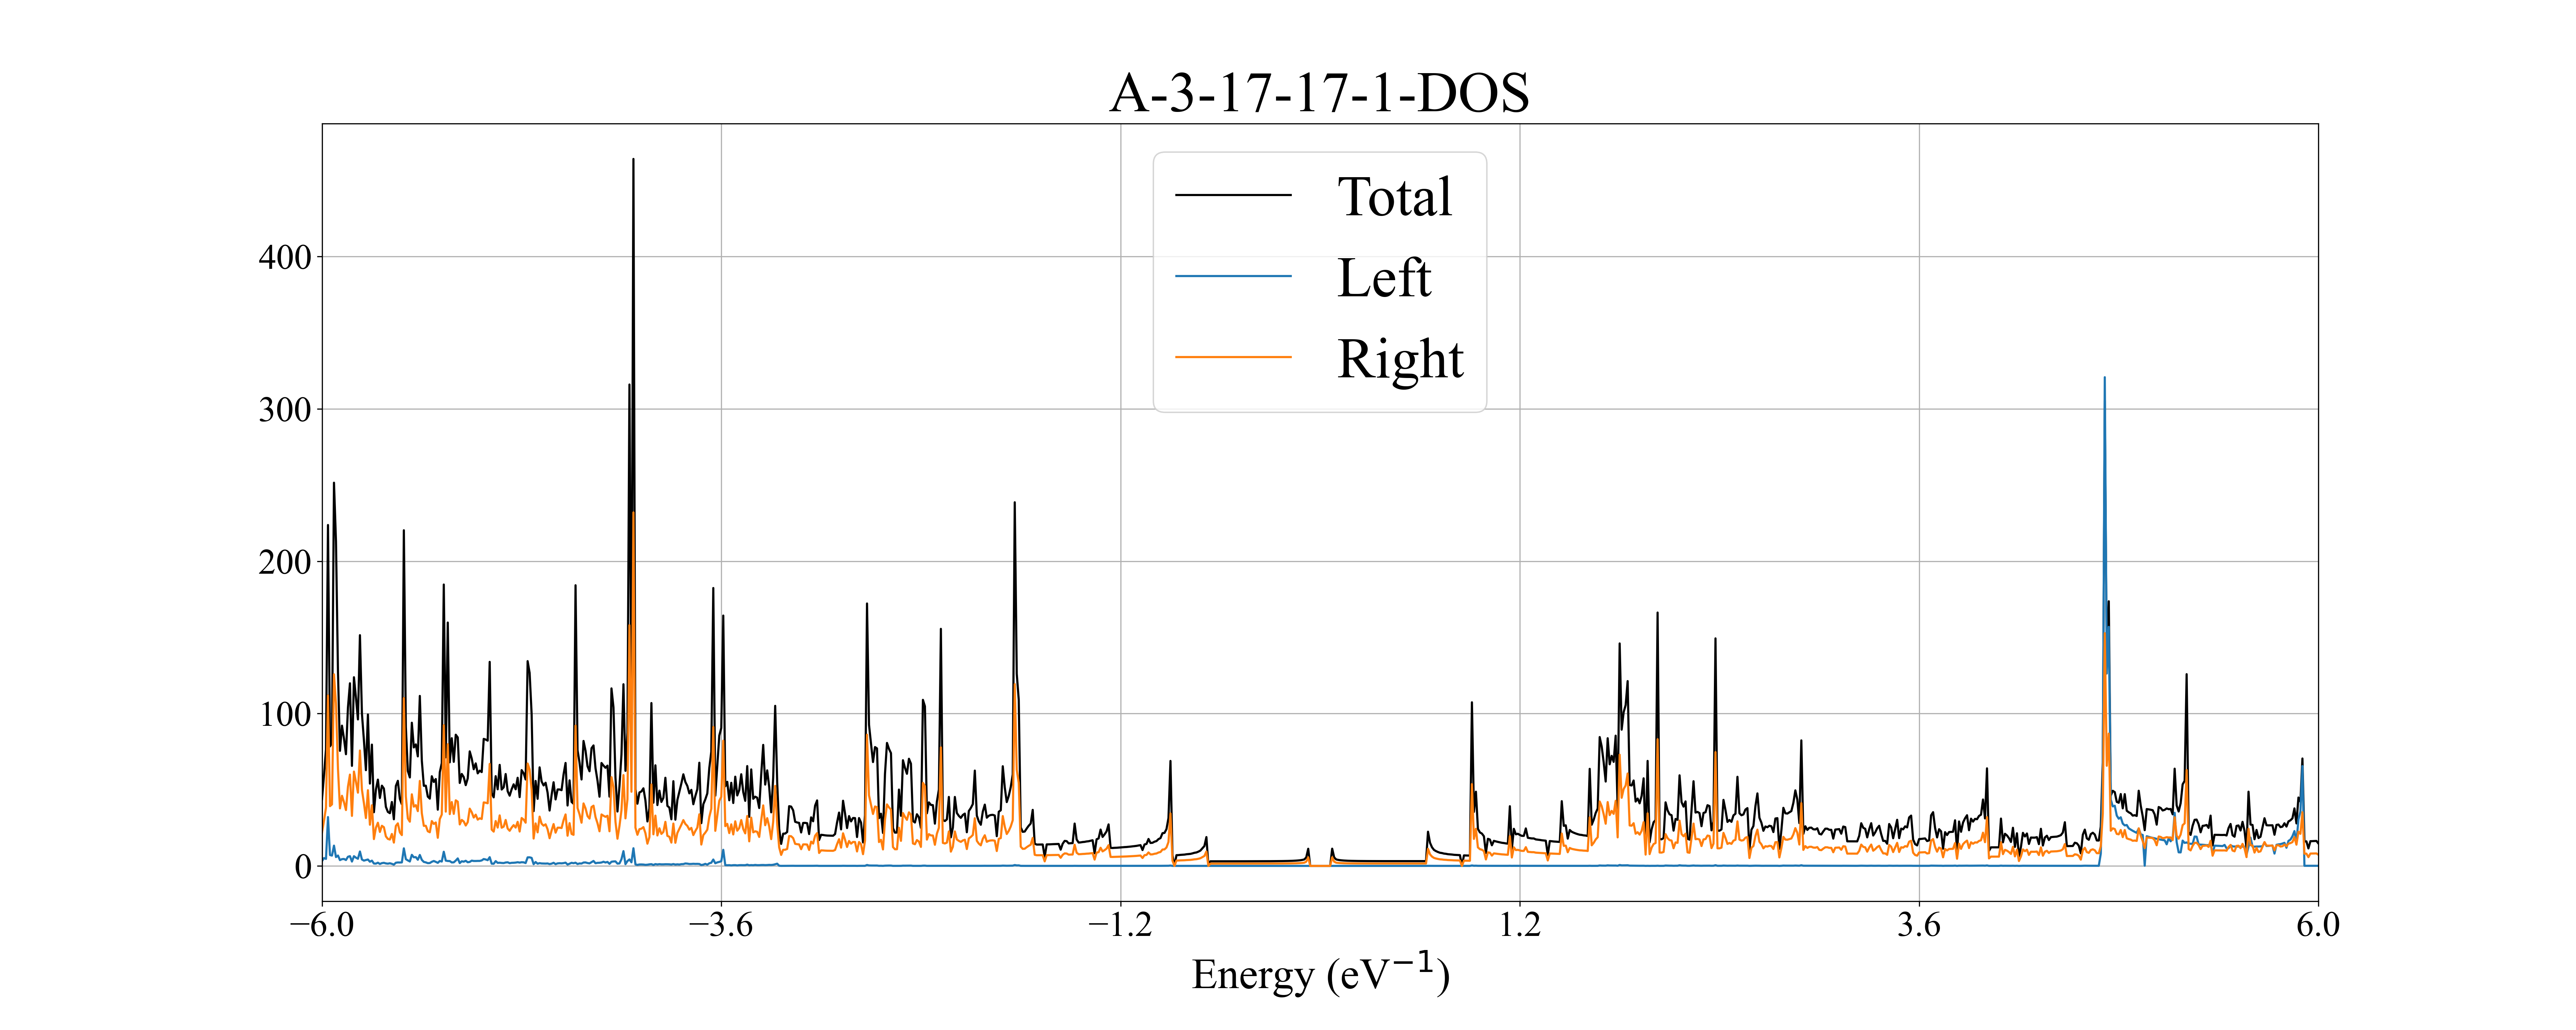 A-3-17-17-1-DOS
Total
Left
Right
400
300
200
100
0
−6.0 −3.6 −1.2 1.2 3.6 6.0
Energy (eV⁻¹)